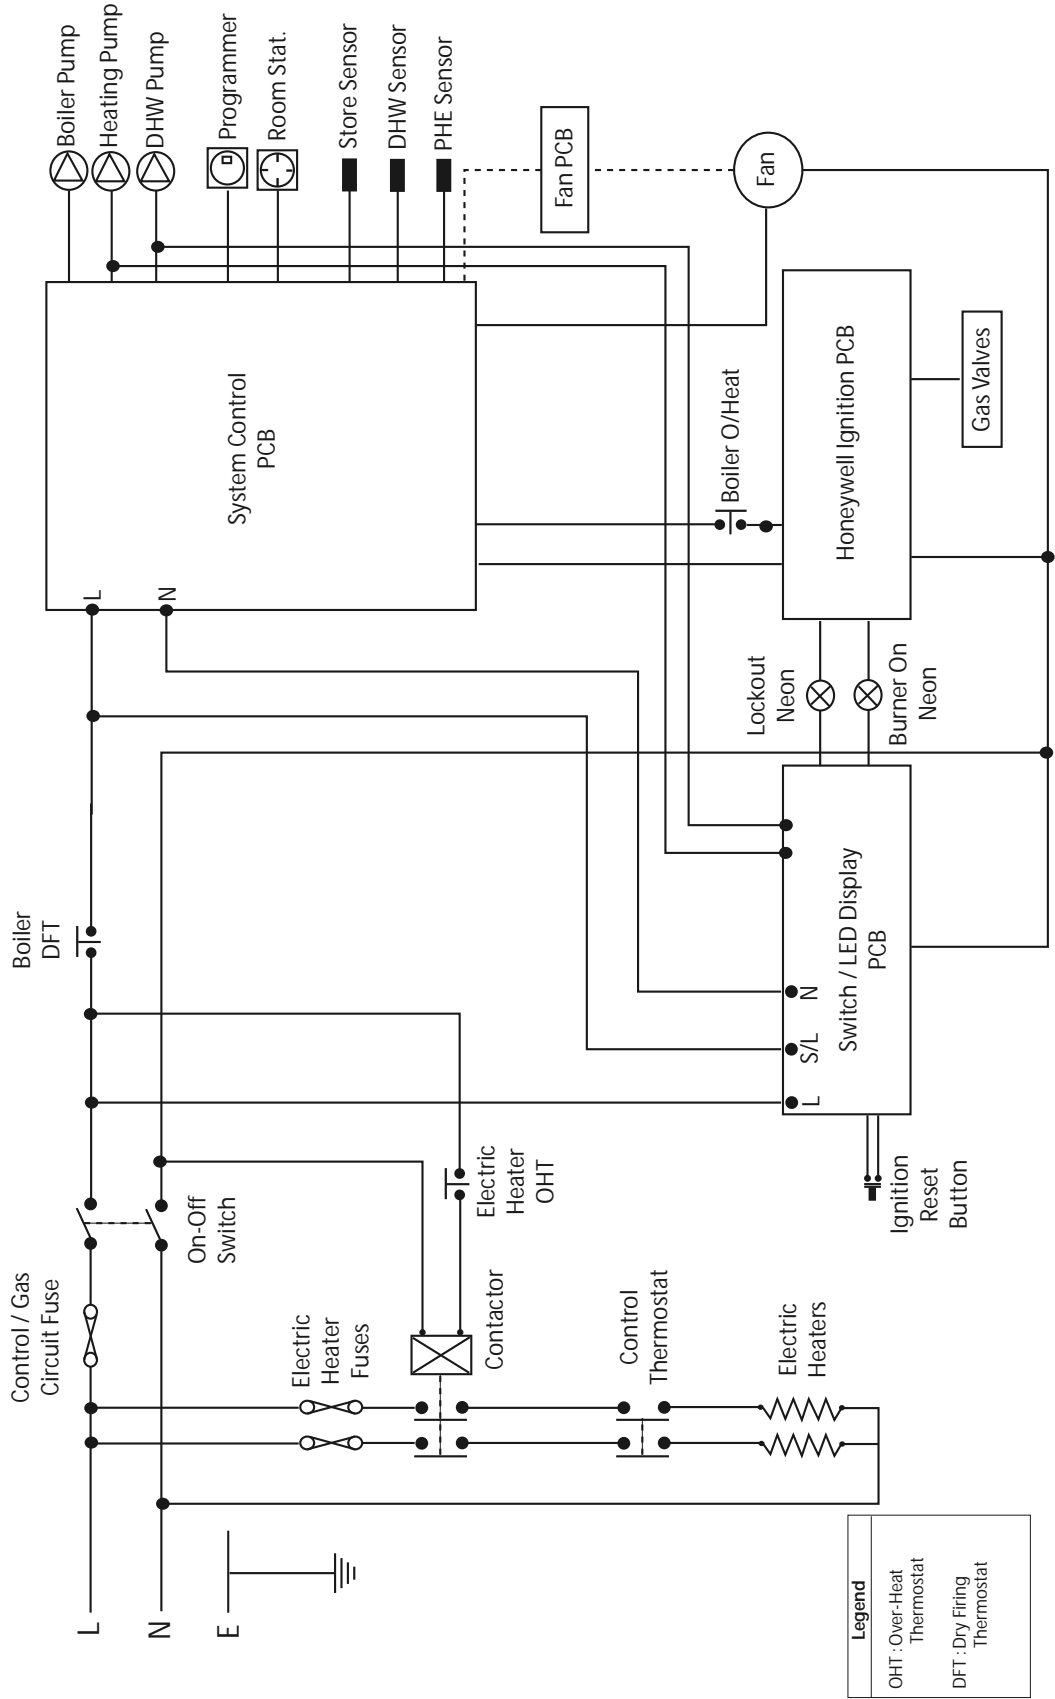 L
N
E
Control / Gas
Circuit Fuse
On-Off
Switch
Boiler
DFT
L
N
System Control
PCB
Boiler Pump
Heating Pump
DHW Pump
Programmer
Room Stat.
Store Sensor
DHW Sensor
PHE Sensor
Electric
Heater
Fuses
Contactor
Electric
Heater
OHT
Control
Thermostat
Electric
Heaters
Fan PCB
Fan
Boiler O/Heat
Honeywell Ignition PCB
Gas Valves
Lockout
Neon
Burner On
Neon
L
S/L
N
Switch / LED Display
PCB
Ignition
Reset
Button
Legend
OHT : Over-Heat
Thermostat
DFT : Dry Firing
Thermostat